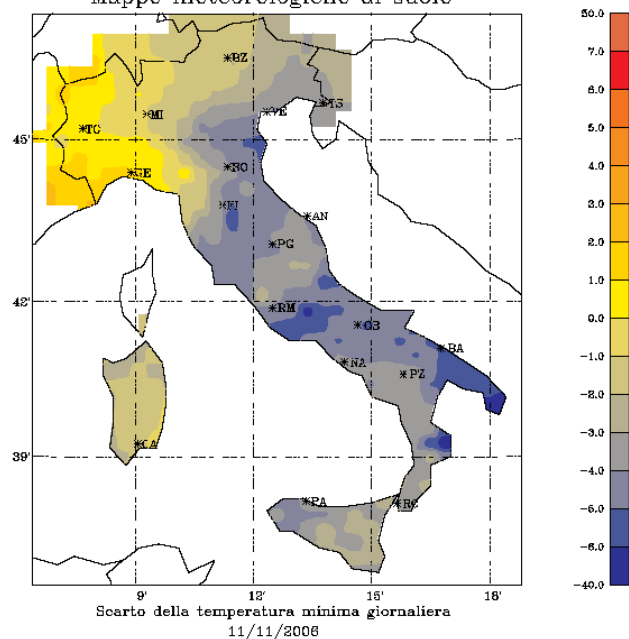 Mappe meteorologiche al suolo
50.0
7.0
6.0
5.0
4.0
3.0
2.0
1.0
0.0
-1.0
-2.0
-3.0
-4.0
-5.0
-6.0
-40.0
*BZ
*MI
*VE
*TS
*TO
45'
*GE
*BO
*FI
*AN
*PG
42'
*RM
*CB
*BA
*NA
*PZ
39'
*CA
*PA
*RC
9'
12'
15'
18'
Scarto della temperatura minima giornaliera
11/11/2006